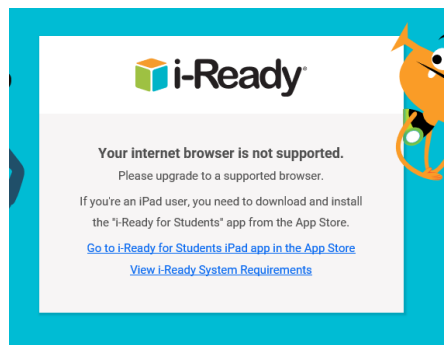 i-Ready
Your internet browser is not supported.
Please upgrade to a supported browser.
If you're an iPad user, you need to download and install
the "i-Ready for Students" app from the App Store.
Go to i-Ready for Students iPad app in the App Store
View i-Ready System Requirements